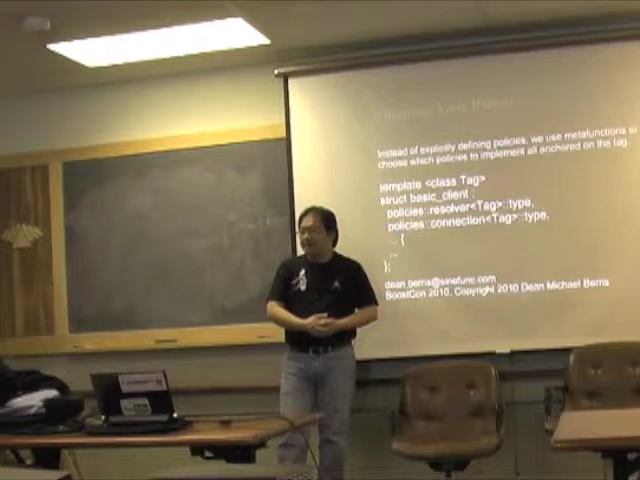 Instead of explicitly defining policies, we use metafunctions to
choose which policies to implement all anchored on the tag.
template <class Tag>
struct basic_client :
policies::resolver<Tag>::type,
policies::connection<Tag>::type,
... {
...
};
dean.berris@sinefunc.com
BoostCon 2010, Copyright 2010 Dean Michael Berris